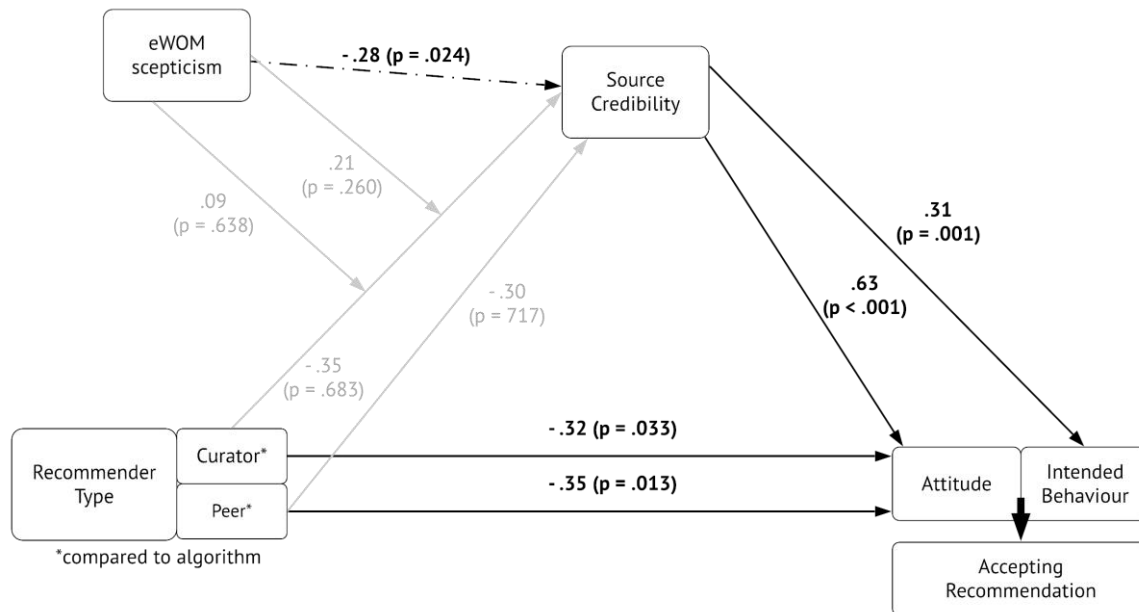 eWOM
scepticism
- .28 (p = .024)
Source
Credibility
.21
(p = .260)
.09
(p = .638)
.31
(p = .001)
.63
(p < .001)
- .30
(p = 717)
- .35
(p = .683)
Recommender
Type
Curator*
Peer*
- .32 (p = .033)
- .35 (p = .013)
Attitude
Intended
Behaviour
*compared to algorithm
Accepting
Recommendation